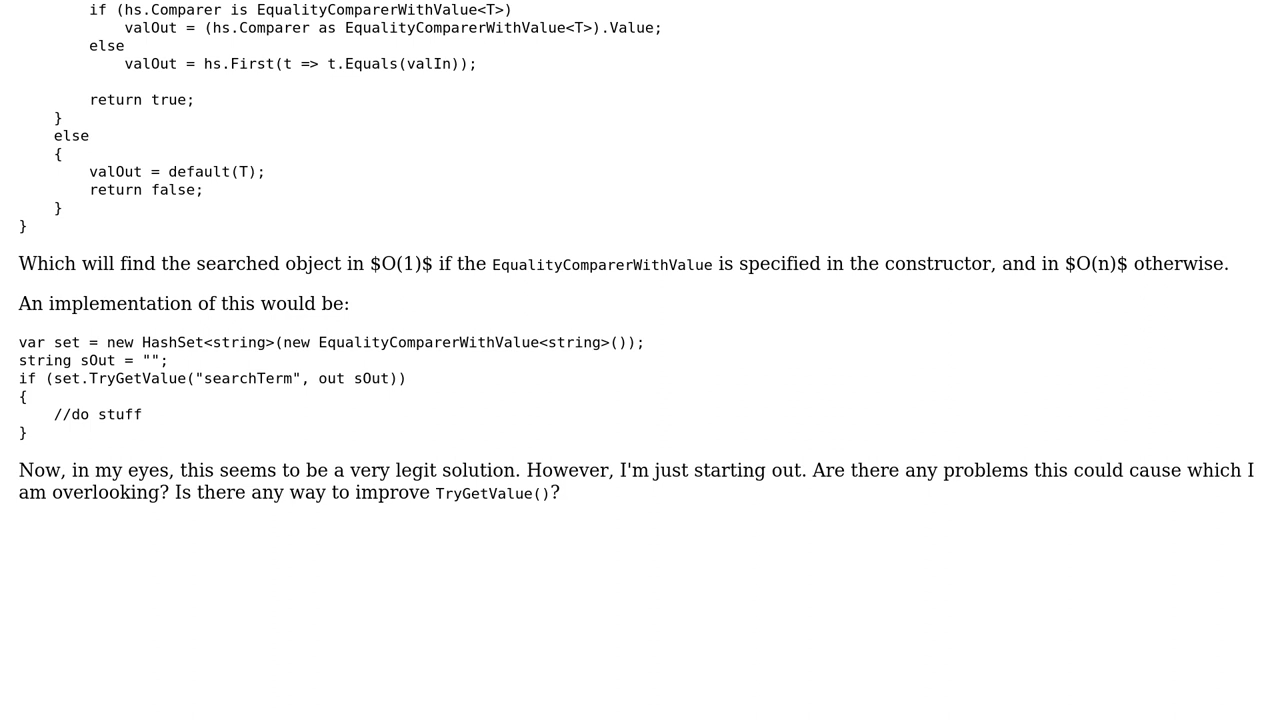 if (hs.Comparer is EqualityComparerWithValue<T>)
            valOut = (hs.Comparer as EqualityComparerWithValue<T>).Value;
        else
            valOut = hs.First(t => t.Equals(valIn));

        return true;
    }
    else
    {
        valOut = default(T);
        return false;
    }
}
Which will find the searched object in $O(1)$ if the EqualityComparerWithValue is specified in the constructor, and in $O(n)$ otherwise.
An implementation of this would be:
var set = new HashSet<string>(new EqualityComparerWithValue<string>());
string sOut = "";
if (set.TryGetValue("searchTerm", out sOut))
{
    //do stuff
}
Now, in my eyes, this seems to be a very legit solution. However, I'm just starting out. Are there any problems this could cause which I
am overlooking? Is there any way to improve TryGetValue()?